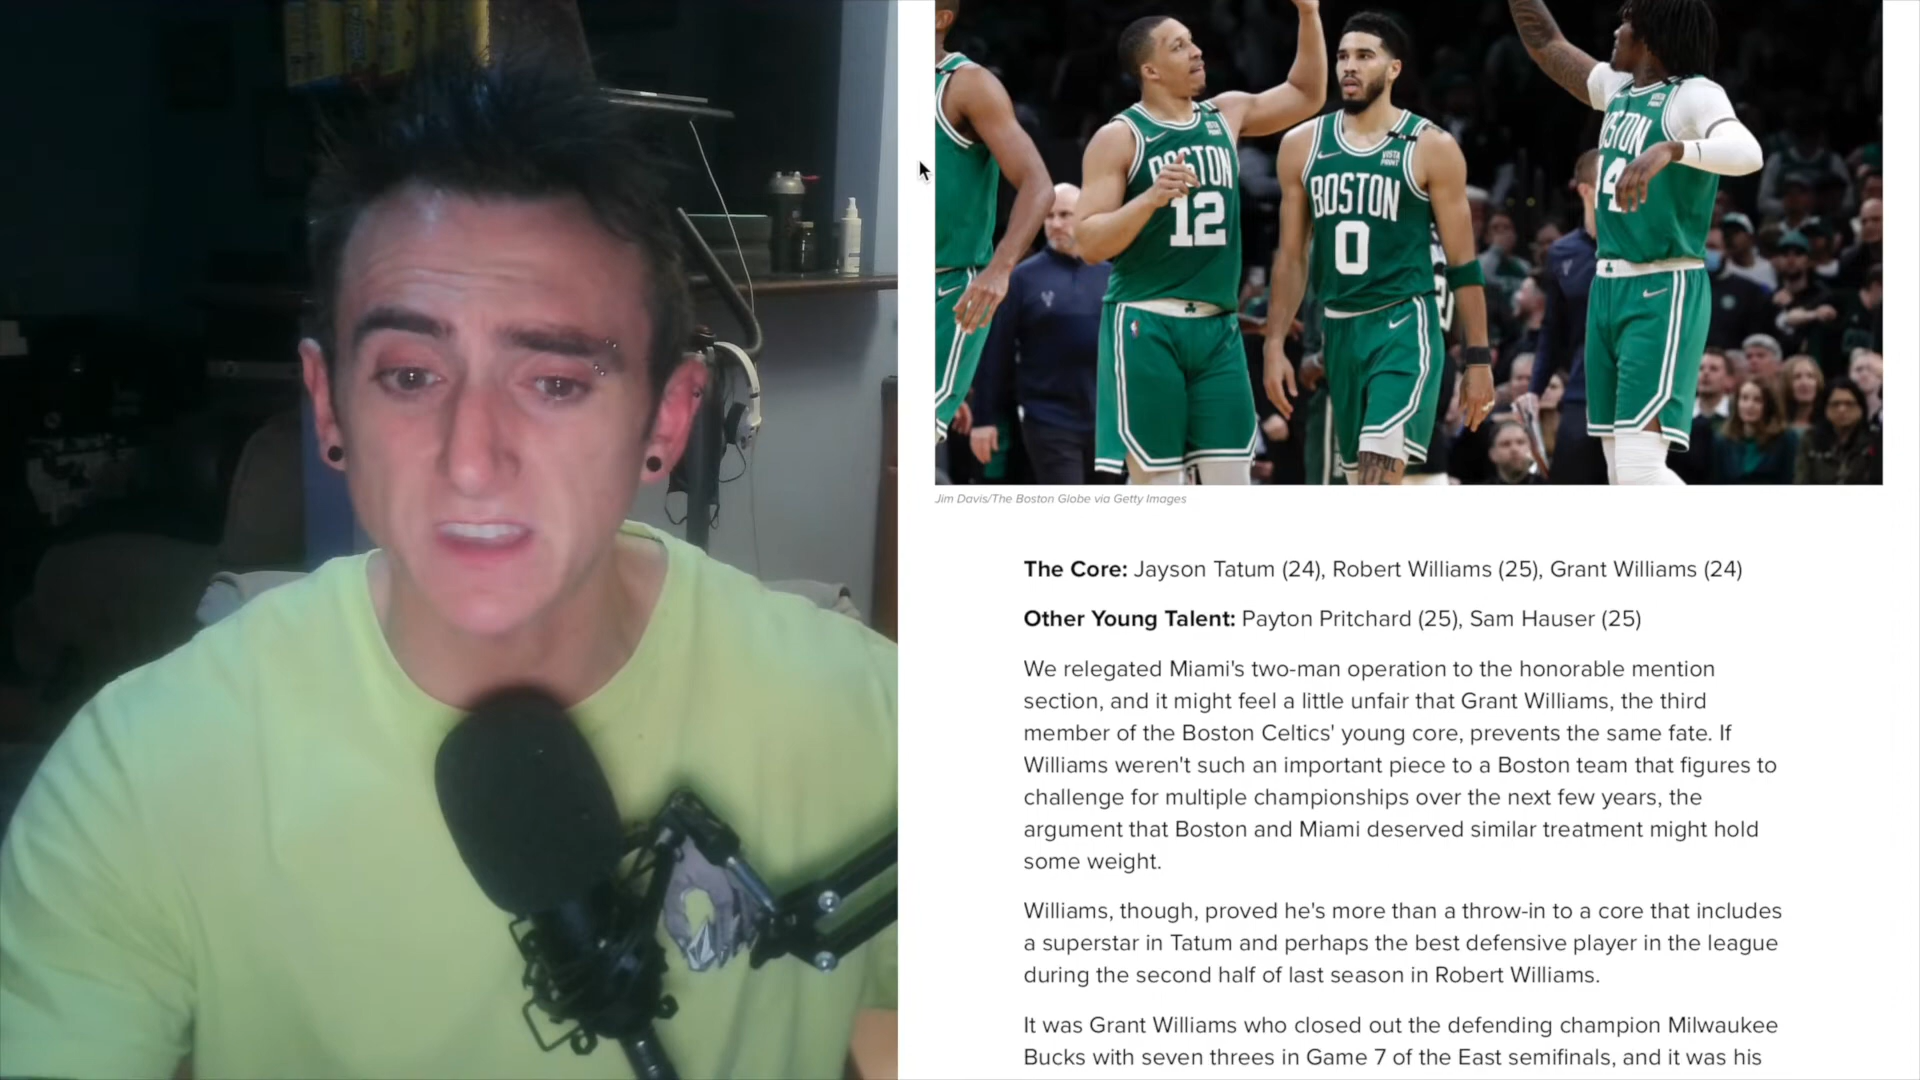 BOSTON
12
VISTA
PRINT
BOSTON
0
VISTA
PRINT
Jim Davis/The Boston Globe via Getty Images
The Core: Jayson Tatum (24), Robert Williams (25), Grant Williams (24)
Other Young Talent: Payton Pritchard (25), Sam Hauser (25)
We relegated Miami's two-man operation to the honorable mention
section, and it might feel a little unfair that Grant Williams, the third
member of the Boston Celtics' young core, prevents the same fate. If
Williams weren't such an important piece to a Boston team that figures to
challenge for multiple championships over the next few years, the
argument that Boston and Miami deserved similar treatment might hold
some weight.
Williams, though, proved he's more than a throw-in to a core that includes
a superstar in Tatum and perhaps the best defensive player in the league
during the second half of last season in Robert Williams.
It was Grant Williams who closed out the defending champion Milwaukee
Bucks with seven threes in Game 7 of the East semifinals, and it was his